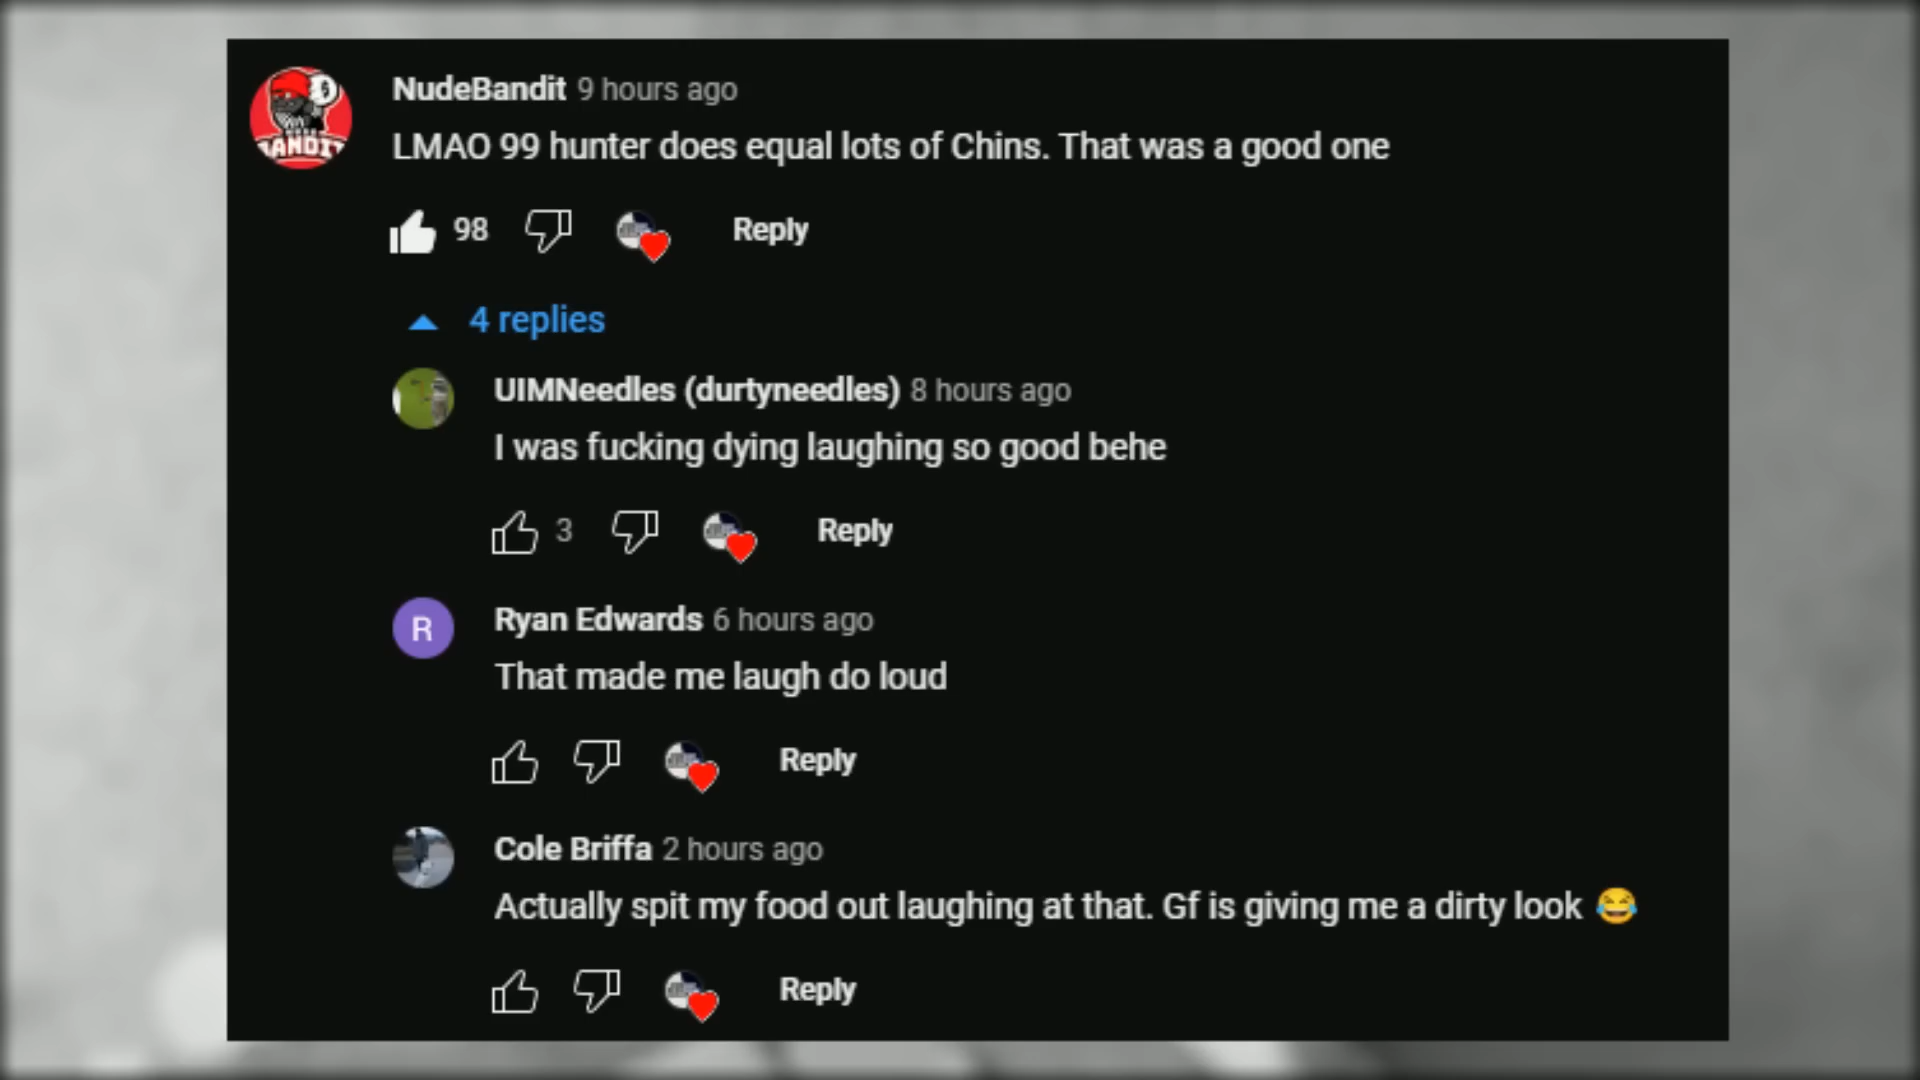 NudeBandit 9 hours ago
LMAO 99 hunter does equal lots of Chins. That was a good one
98 Reply
4 replies
UIMNeedles (durtyneedles) 8 hours ago
I was fucking dying laughing so good behe
3 Reply
R
Ryan Edwards 6 hours ago
That made me laugh do loud
Reply
Cole Briffa 2 hours ago
Actually spit my food out laughing at that. Gf is giving me a dirty look 😂
Reply